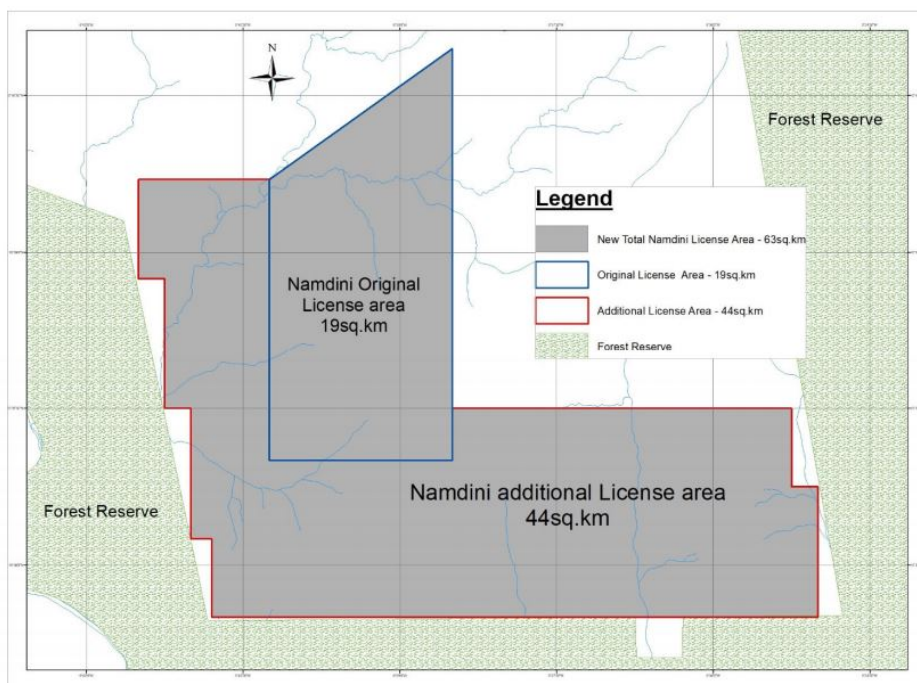 N
Forest Reserve
Legend
New Total Namdini License Area - 63sq.km
Original License Area - 19sq.km
Additional License Area - 44sq.km
Forest Reserve
Namdini Original
License area
19sq.km
Namdini additional License area
44sq.km
Forest Reserve